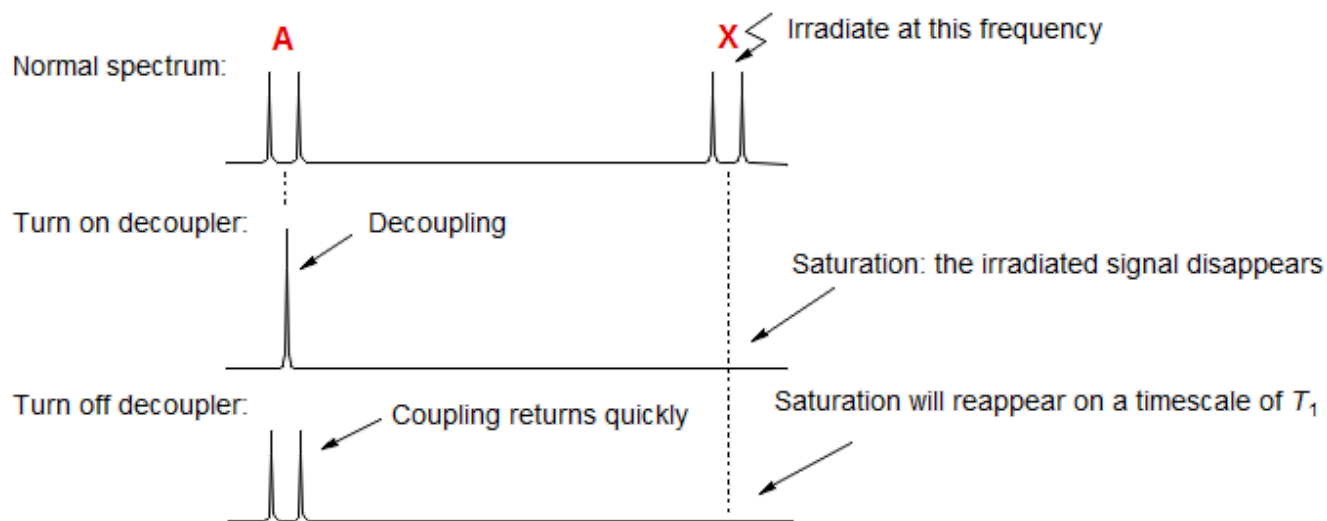 A
X
Irradiate at this frequency
Normal spectrum:
Turn on decoupler:
Decoupling
Saturation: the irradiated signal disappears
Turn off decoupler:
Coupling returns quickly
Saturation will reappear on a timescale of T1